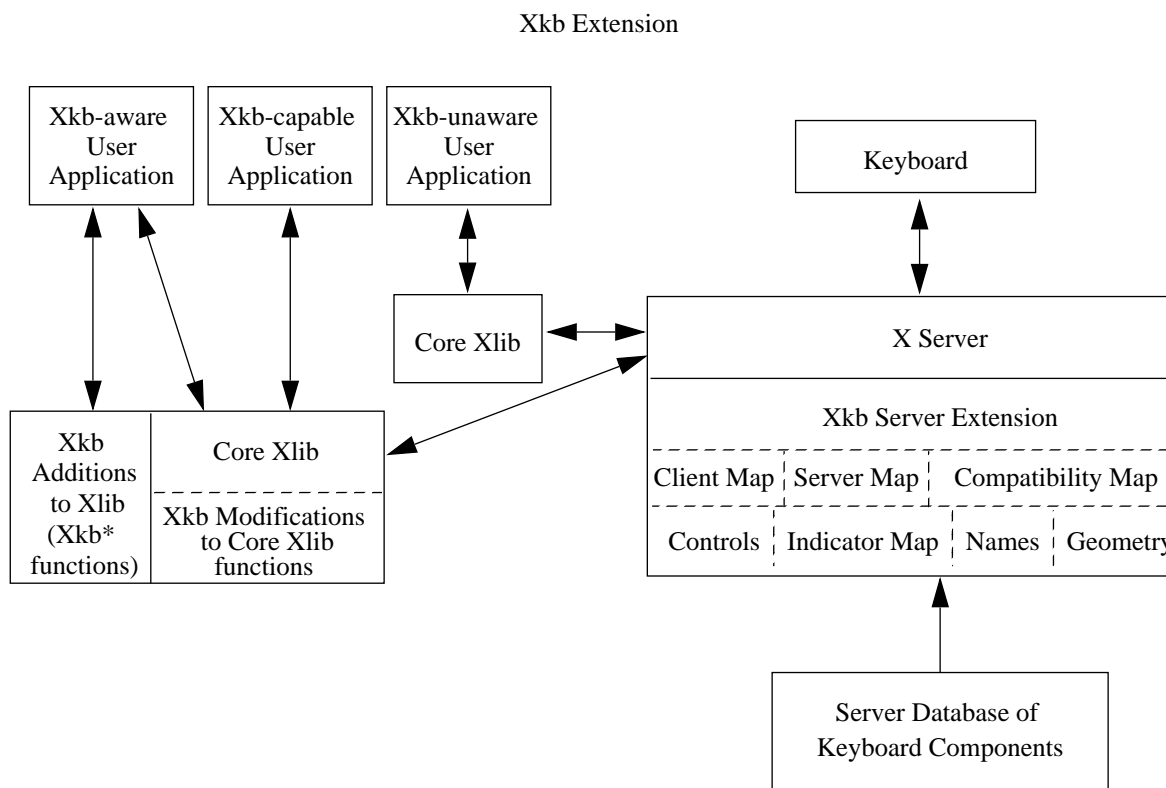 Xkb Extension
Xkb-aware
User
Application
Xkb-capable
User
Application
Xkb-unaware
User
Application
Keyboard
Core Xlib
X Server
Xkb Server Extension
Client Map
Server Map
Compatibility Map
Controls
Indicator Map
Names
Geometry
Xkb
Additions
to Xlib
(Xkb*
functions)
Core Xlib
Xkb Modifications
to Core Xlib
functions
Server Database of
Keyboard Components